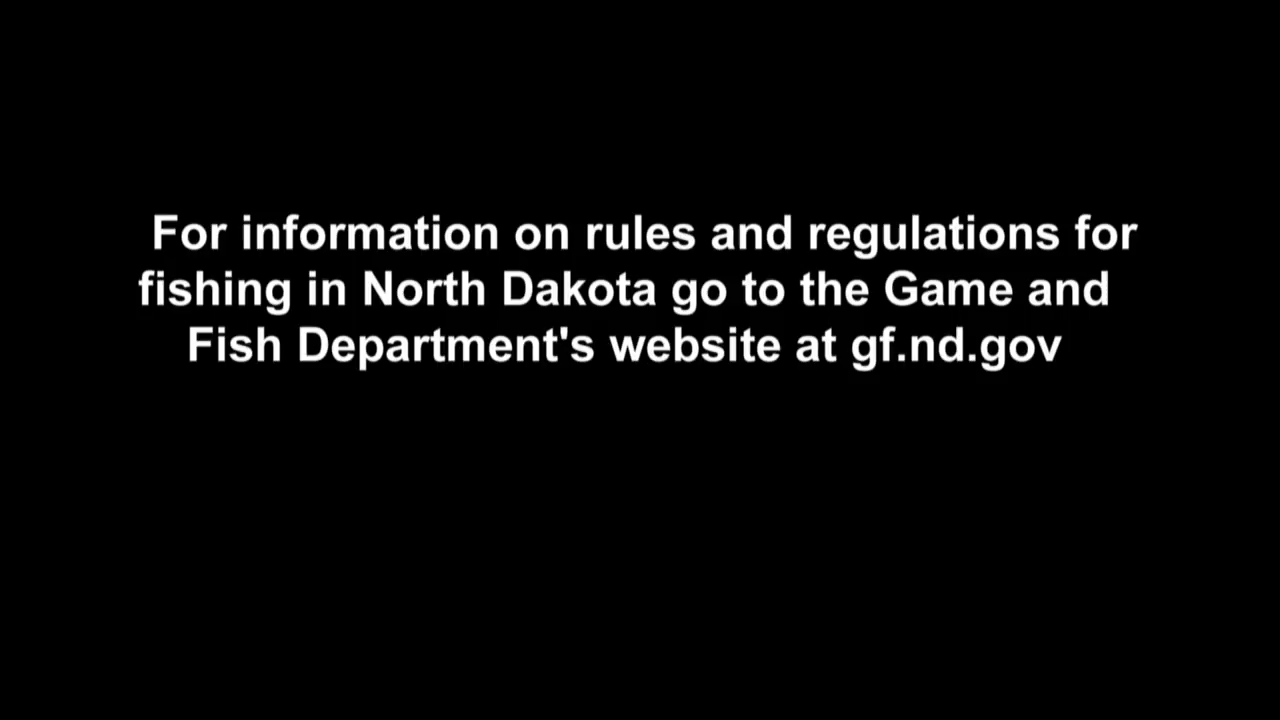 For information on rules and regulations for
fishing in North Dakota go to the Game and
Fish Department's website at gf.nd.gov